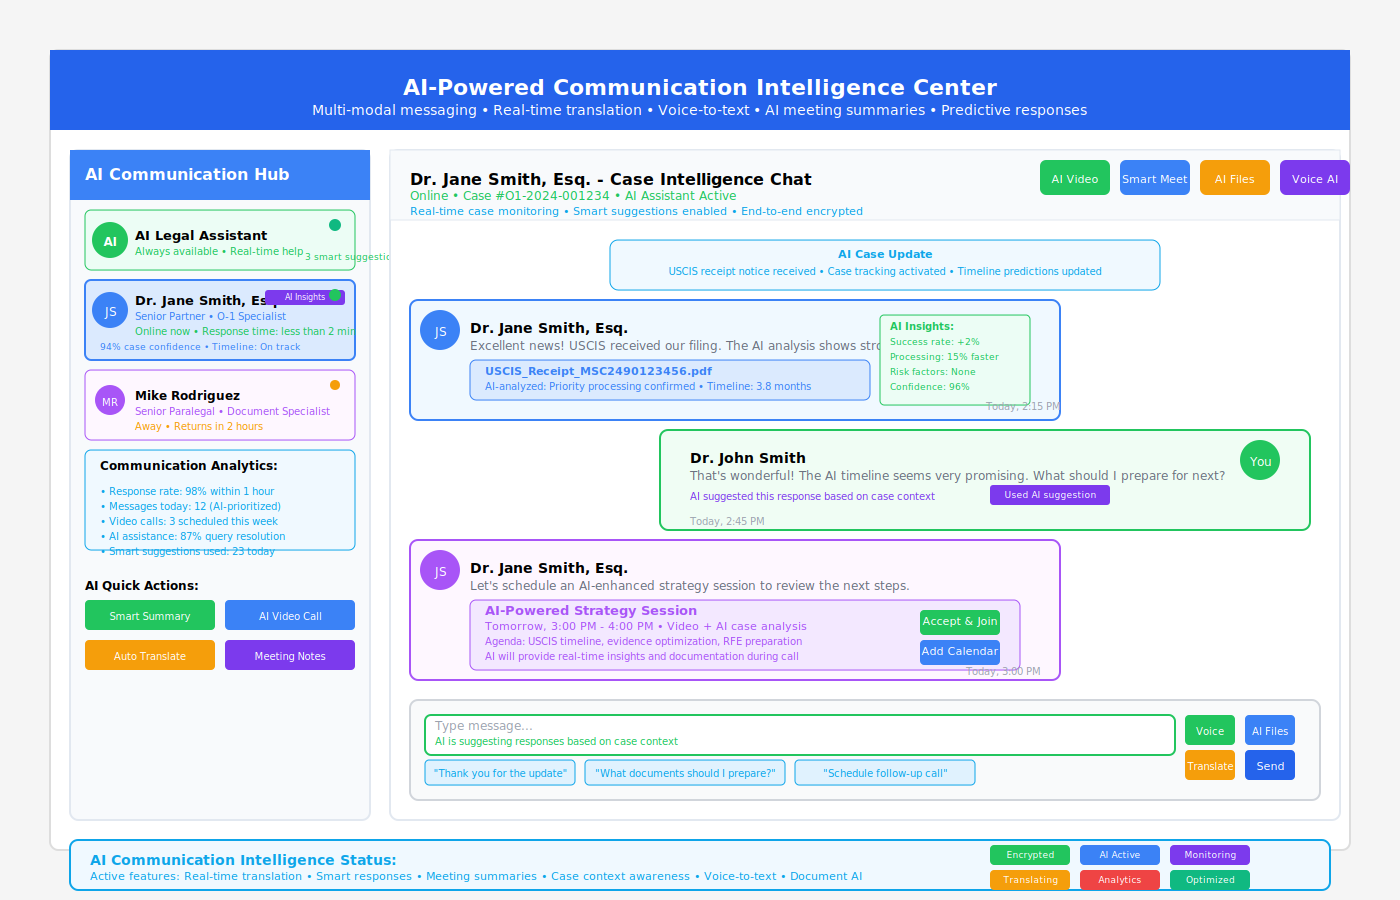 AI-Powered Communication Intelligence Center
Multi-modal messaging • Real-time translation • Voice-to-text • AI meeting summaries • Predictive responses
AI Communication Hub
AI
AI Legal Assistant
Always available • Real-time help
3 smart suggestio
JS
Dr. Jane Smith, Esq.
AI Insights
Senior Partner • O-1 Specialist
Online now • Response time: less than 2 min
94% case confidence • Timeline: On track
MR
Mike Rodriguez
Senior Paralegal • Document Specialist
Away • Returns in 2 hours
Communication Analytics:
• Response rate: 98% within 1 hour
• Messages today: 12 (AI-prioritized)
• Video calls: 3 scheduled this week
• AI assistance: 87% query resolution
• Smart suggestions used: 23 today
AI Quick Actions:
Smart Summary
AI Video Call
Auto Translate
Meeting Notes
Dr. Jane Smith, Esq. - Case Intelligence Chat
Online • Case #O1-2024-001234 • AI Assistant Active
Real-time case monitoring • Smart suggestions enabled • End-to-end encrypted
AI Video
Smart Meet
AI Files
Voice AI
AI Case Update
USCIS receipt notice received • Case tracking activated • Timeline predictions updated
JS
Dr. Jane Smith, Esq.
Excellent news! USCIS received our filing. The AI analysis shows stro
USCIS_Receipt_MSC2490123456.pdf
AI-analyzed: Priority processing confirmed • Timeline: 3.8 months
AI Insights:
Success rate: +2%
Processing: 15% faster
Risk factors: None
Confidence: 96%
Today, 2:15 PM
Dr. John Smith
That's wonderful! The AI timeline seems very promising. What should I prepare for next?
AI suggested this response based on case context
Used AI suggestion
Today, 2:45 PM
You
JS
Dr. Jane Smith, Esq.
Let's schedule an AI-enhanced strategy session to review the next steps.
AI-Powered Strategy Session
Tomorrow, 3:00 PM - 4:00 PM • Video + AI case analysis
Agenda: USCIS timeline, evidence optimization, RFE preparation
AI will provide real-time insights and documentation during call
Accept & Join
Add Calendar
Today, 3:00 PM
Type message...
AI is suggesting responses based on case context
"Thank you for the update"
"What documents should I prepare?"
"Schedule follow-up call"
Voice
AI Files
Translate
Send
AI Communication Intelligence Status:
Active features: Real-time translation • Smart responses • Meeting summaries • Case context awareness • Voice-to-text • Document AI
Encrypted
AI Active
Monitoring
Translating
Analytics
Optimized